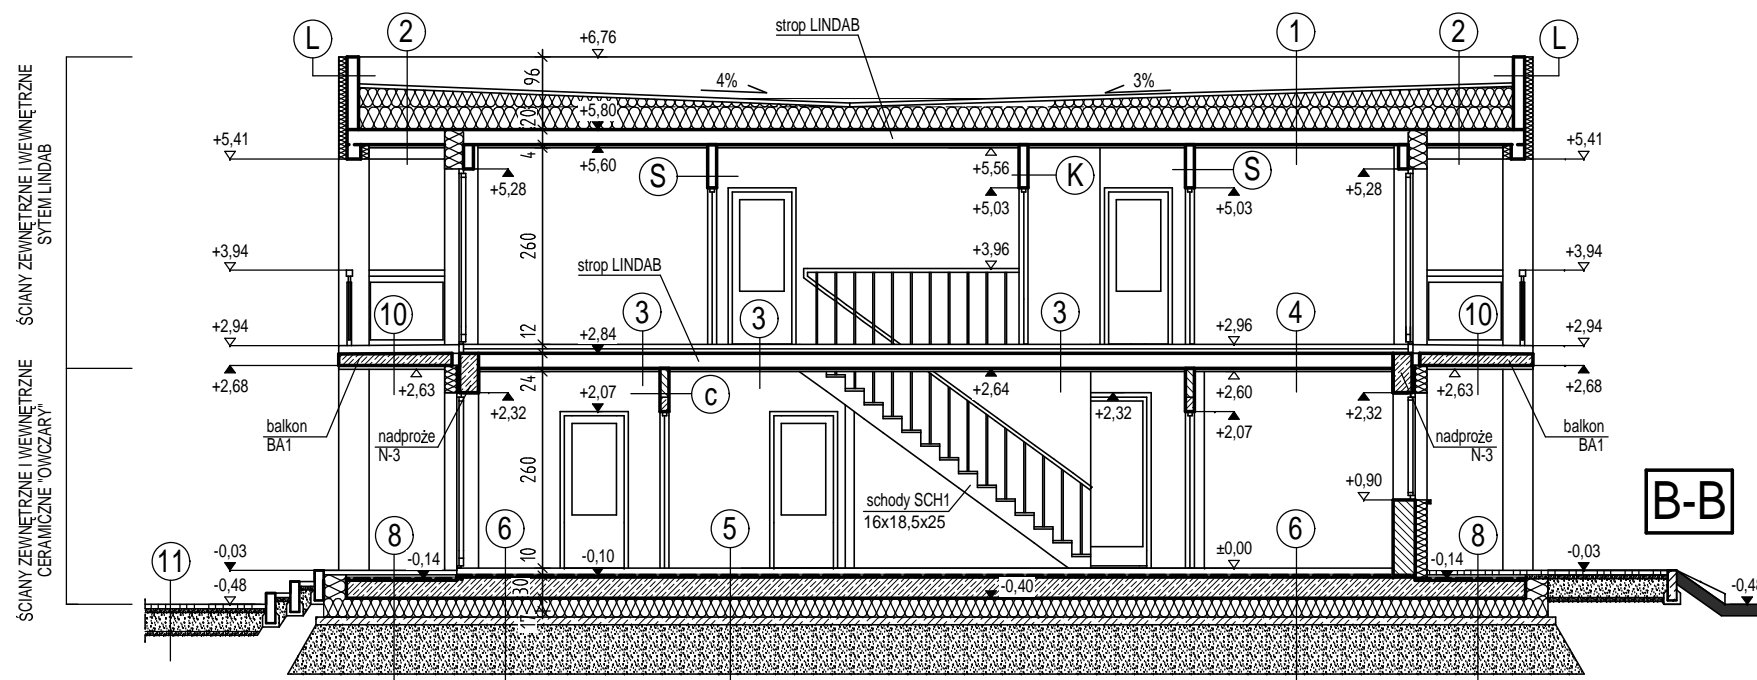 +6,76
strop LINDAB
L
2
1
2
L
96
4%
3%
20
+5,80
+5,41
4
+5,60
+5,56
+5,41
S
K
S
+5,28
+5,03
+5,03
+5,28
ŚCIANY ZEWNĘTRZNE I WEWNĘTRZNE
SYTEM LINDAB
260
+3,94
+3,96
+3,94
strop LINDAB
10
3
3
3
4
10
+2,94
12
+2,84
+2,96
+2,94
+2,68
+2,63
24
+2,64
+2,60
+2,63
+2,68
c
+2,32
+2,07
+2,32
+2,07
+2,32
balkon
BA1
nadproże
N-3
nadproże
N-3
balkon
BA1
ŚCIANY ZEWNĘTRZNE I WEWNĘTRZNE
CERAMICZNE "OWCZARY"
260
+0,90
schody SCH1
16x18,5x25
B-B
8
6
5
6
8
11
-0,03
-0,14
10
-0,10
±0,00
-0,14
-0,03
-0,48
30
-0,40
-0,48
17